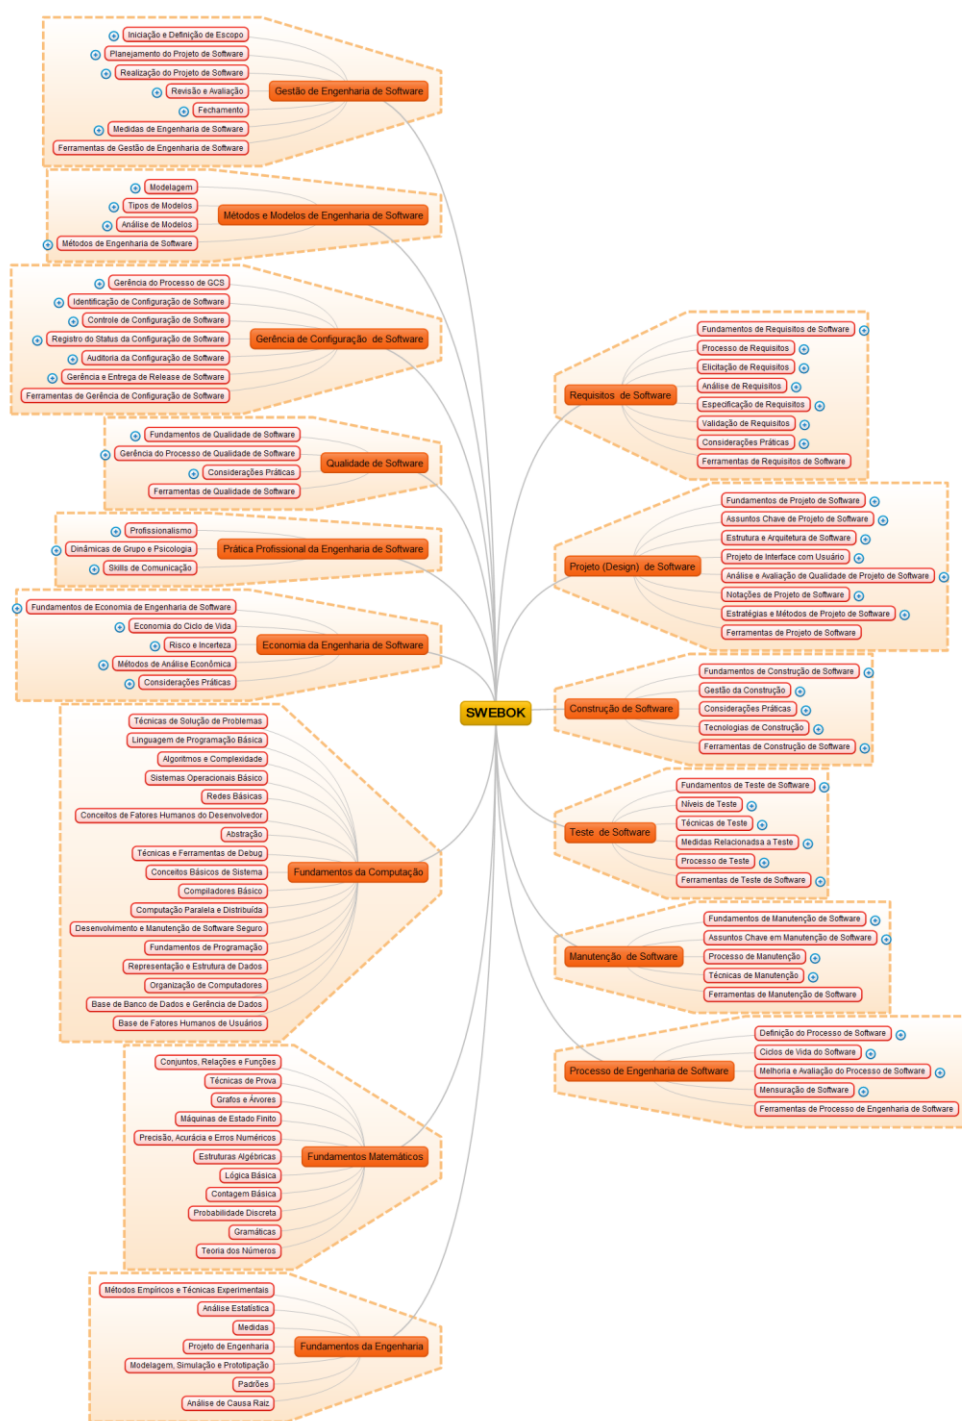 SWEBOK
Gestão de Engenharia de Software
Iniciação e Definição de Escopo
Planejamento do Projeto de Software
Realização do Projeto de Software
Revisão e Avaliação
Fechamento
Medidas de Engenharia de Software
Ferramentas de Gestão de Engenharia de Software
Métodos e Modelos de Engenharia de Software
Modelagem
Tipos de Modelos
Análise de Modelos
Métodos de Engenharia de Software
Gerência de Configuração de Software
Gerência do Processo de GCS
Identificação de Configuração de Software
Controle de Configuração de Software
Registro do Status da Configuração de Software
Auditoria da Configuração de Software
Gerência e Entrega de Release de Software
Ferramentas de Gerência de Configuração de Software
Qualidade de Software
Fundamentos de Qualidade de Software
Gerência do Processo de Qualidade de Software
Considerações Práticas
Ferramentas de Qualidade de Software
Prática Profissional da Engenharia de Software
Profissionalismo
Dinâmicas de Grupo e Psicologia
Skills de Comunicação
Economia da Engenharia de Software
Fundamentos de Economia de Engenharia de Software
Economia do Ciclo de Vida
Risco e Incerteza
Métodos de Análise Econômica
Considerações Práticas
Fundamentos da Computação
Técnicas de Solução de Problemas
Linguagem de Programação Básica
Algoritmos e Complexidade
Sistemas Operacionais Básico
Redes Básicas
Conceitos de Fatores Humanos do Desenvolvedor
Abstração
Técnicas e Ferramentas de Debug
Conceitos Básicos de Sistema
Compiladores Básico
Computação Paralela e Distribuída
Desenvolvimento e Manutenção de Software Seguro
Fundamentos de Programação
Representação e Estrutura de Dados
Organização de Computadores
Base de Banco de Dados e Gerência de Dados
Base de Fatores Humanos de Usuários
Fundamentos Matemáticos
Conjuntos, Relações e Funções
Técnicas de Prova
Grafos e Árvores
Máquinas de Estado Finito
Precisão, Acurácia e Erros Numéricos
Estruturas Algébricas
Lógica Básica
Contagem Básica
Probabilidade Discreta
Gramáticas
Teoria dos Números
Fundamentos da Engenharia
Métodos Empíricos e Técnicas Experimentais
Análise Estatística
Medidas
Projeto de Engenharia
Modelagem, Simulação e Prototipação
Padrões
Análise de Causa Raiz
Requisitos de Software
Fundamentos de Requisitos de Software
Processo de Requisitos
Elicitação de Requisitos
Análise de Requisitos
Especificação de Requisitos
Validação de Requisitos
Considerações Práticas
Ferramentas de Requisitos de Software
Projeto (Design) de Software
Fundamentos de Projeto de Software
Assuntos Chave de Projeto de Software
Estrutura e Arquitetura de Software
Projeto de Interface com Usuário
Análise e Avaliação de Qualidade de Projeto de Software
Notações de Projeto de Software
Estratégias e Métodos de Projeto de Software
Ferramentas de Projeto de Software
Construção de Software
Fundamentos de Construção de Software
Gestão da Construção
Considerações Práticas
Tecnologias de Construção
Ferramentas de Construção de Software
Teste de Software
Fundamentos de Teste de Software
Níveis de Teste
Técnicas de Teste
Medidas Relacionadsa a Teste
Processo de Teste
Ferramentas de Teste de Software
Manutenção de Software
Fundamentos de Manutenção de Software
Assuntos Chave em Manutenção de Software
Processo de Manutenção
Técnicas de Manutenção
Ferramentas de Manutenção de Software
Processo de Engenharia de Software
Definição do Processo de Software
Ciclos de Vida do Software
Melhoria e Avaliação do Processo de Software
Mensuração de Software
Ferramentas de Processo de Engenharia de Software